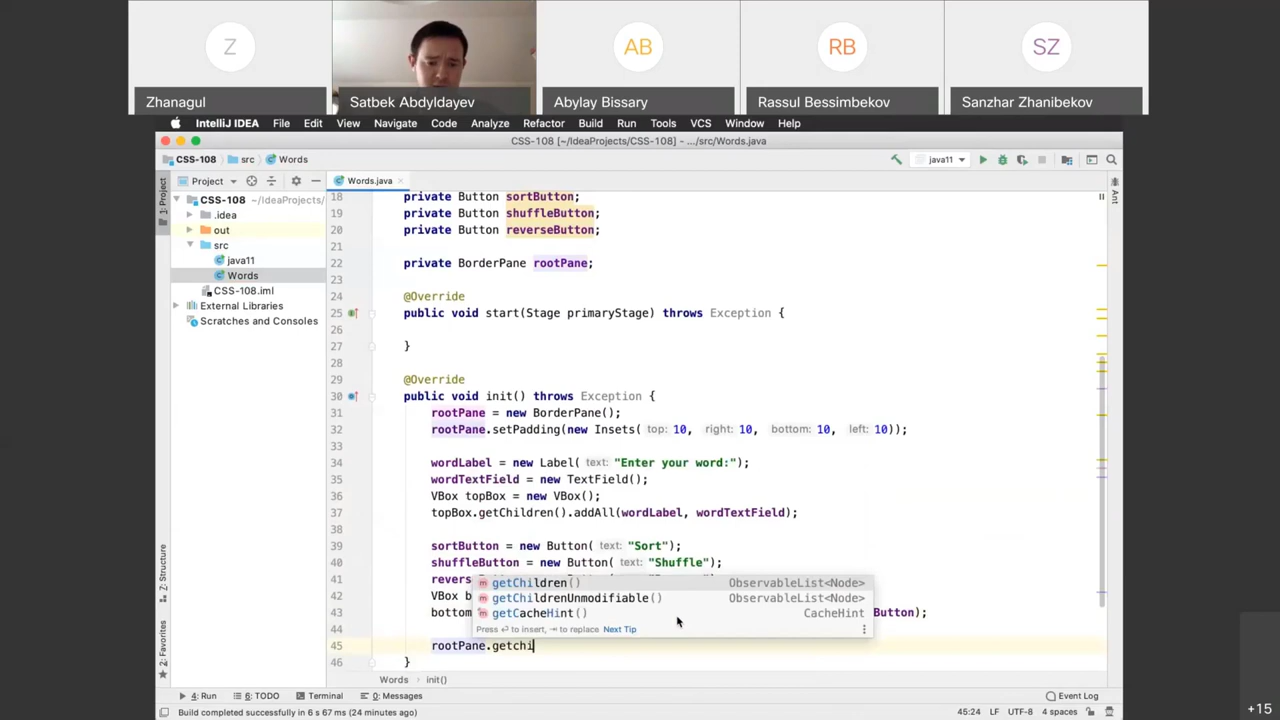 Z
AB
RB
SZ
Zhanagul
Satbek Abdyldayev
Abylay Bissary
Rassul Bessimbekov
Sanzhar Zhanibekov
IntelliJ IDEA File Edit View Navigate Code Analyze Refactor Build Run Tools VCS Window Help
CSS-108 [~/IdeaProjects/CSS-108] - .../src/Words.java
CSS-108 src Words
java11
Project
Words.java
1: Project
Ant
CSS-108 ~/IdeaProjects/
.idea
out
src
java11
Words
CSS-108.iml
External Libraries
Scratches and Consoles
18 private Button sortButton;
19 private Button shuffleButton;
20 private Button reverseButton;
21
22 private BorderPane rootPane;
23
24 @Override
25 public void start(Stage primaryStage) throws Exception {
26
27 }
28
29 @Override
30 public void init() throws Exception {
31 rootPane = new BorderPane();
32 rootPane.setPadding(new Insets( top: 10, right: 10, bottom: 10, left: 10));
33
34 wordLabel = new Label( text: "Enter your word:");
35 wordTextField = new TextField();
36 VBox topBox = new VBox();
37 topBox.getChildren().addAll(wordLabel, wordTextField);
38
39 sortButton = new Button( text: "Sort");
40 shuffleButton = new Button( text: "Shuffle");
41 revers
42 VBox b
43 bottom Button);
44
45 rootPane.getchi
46 }
getChildren() ObservableList<Node>
getChildrenUnmodifiable() ObservableList<Node>
getCacheHint() CacheHint
Press ⏎ to insert, ⇥ to replace Next Tip
7: Structure
2: Favorites
Words init()
4: Run 6: TODO Terminal 0: Messages Event Log
Build completed successfully in 6 s 67 ms (24 minutes ago) 45:24 LF UTF-8 4 spaces
+15